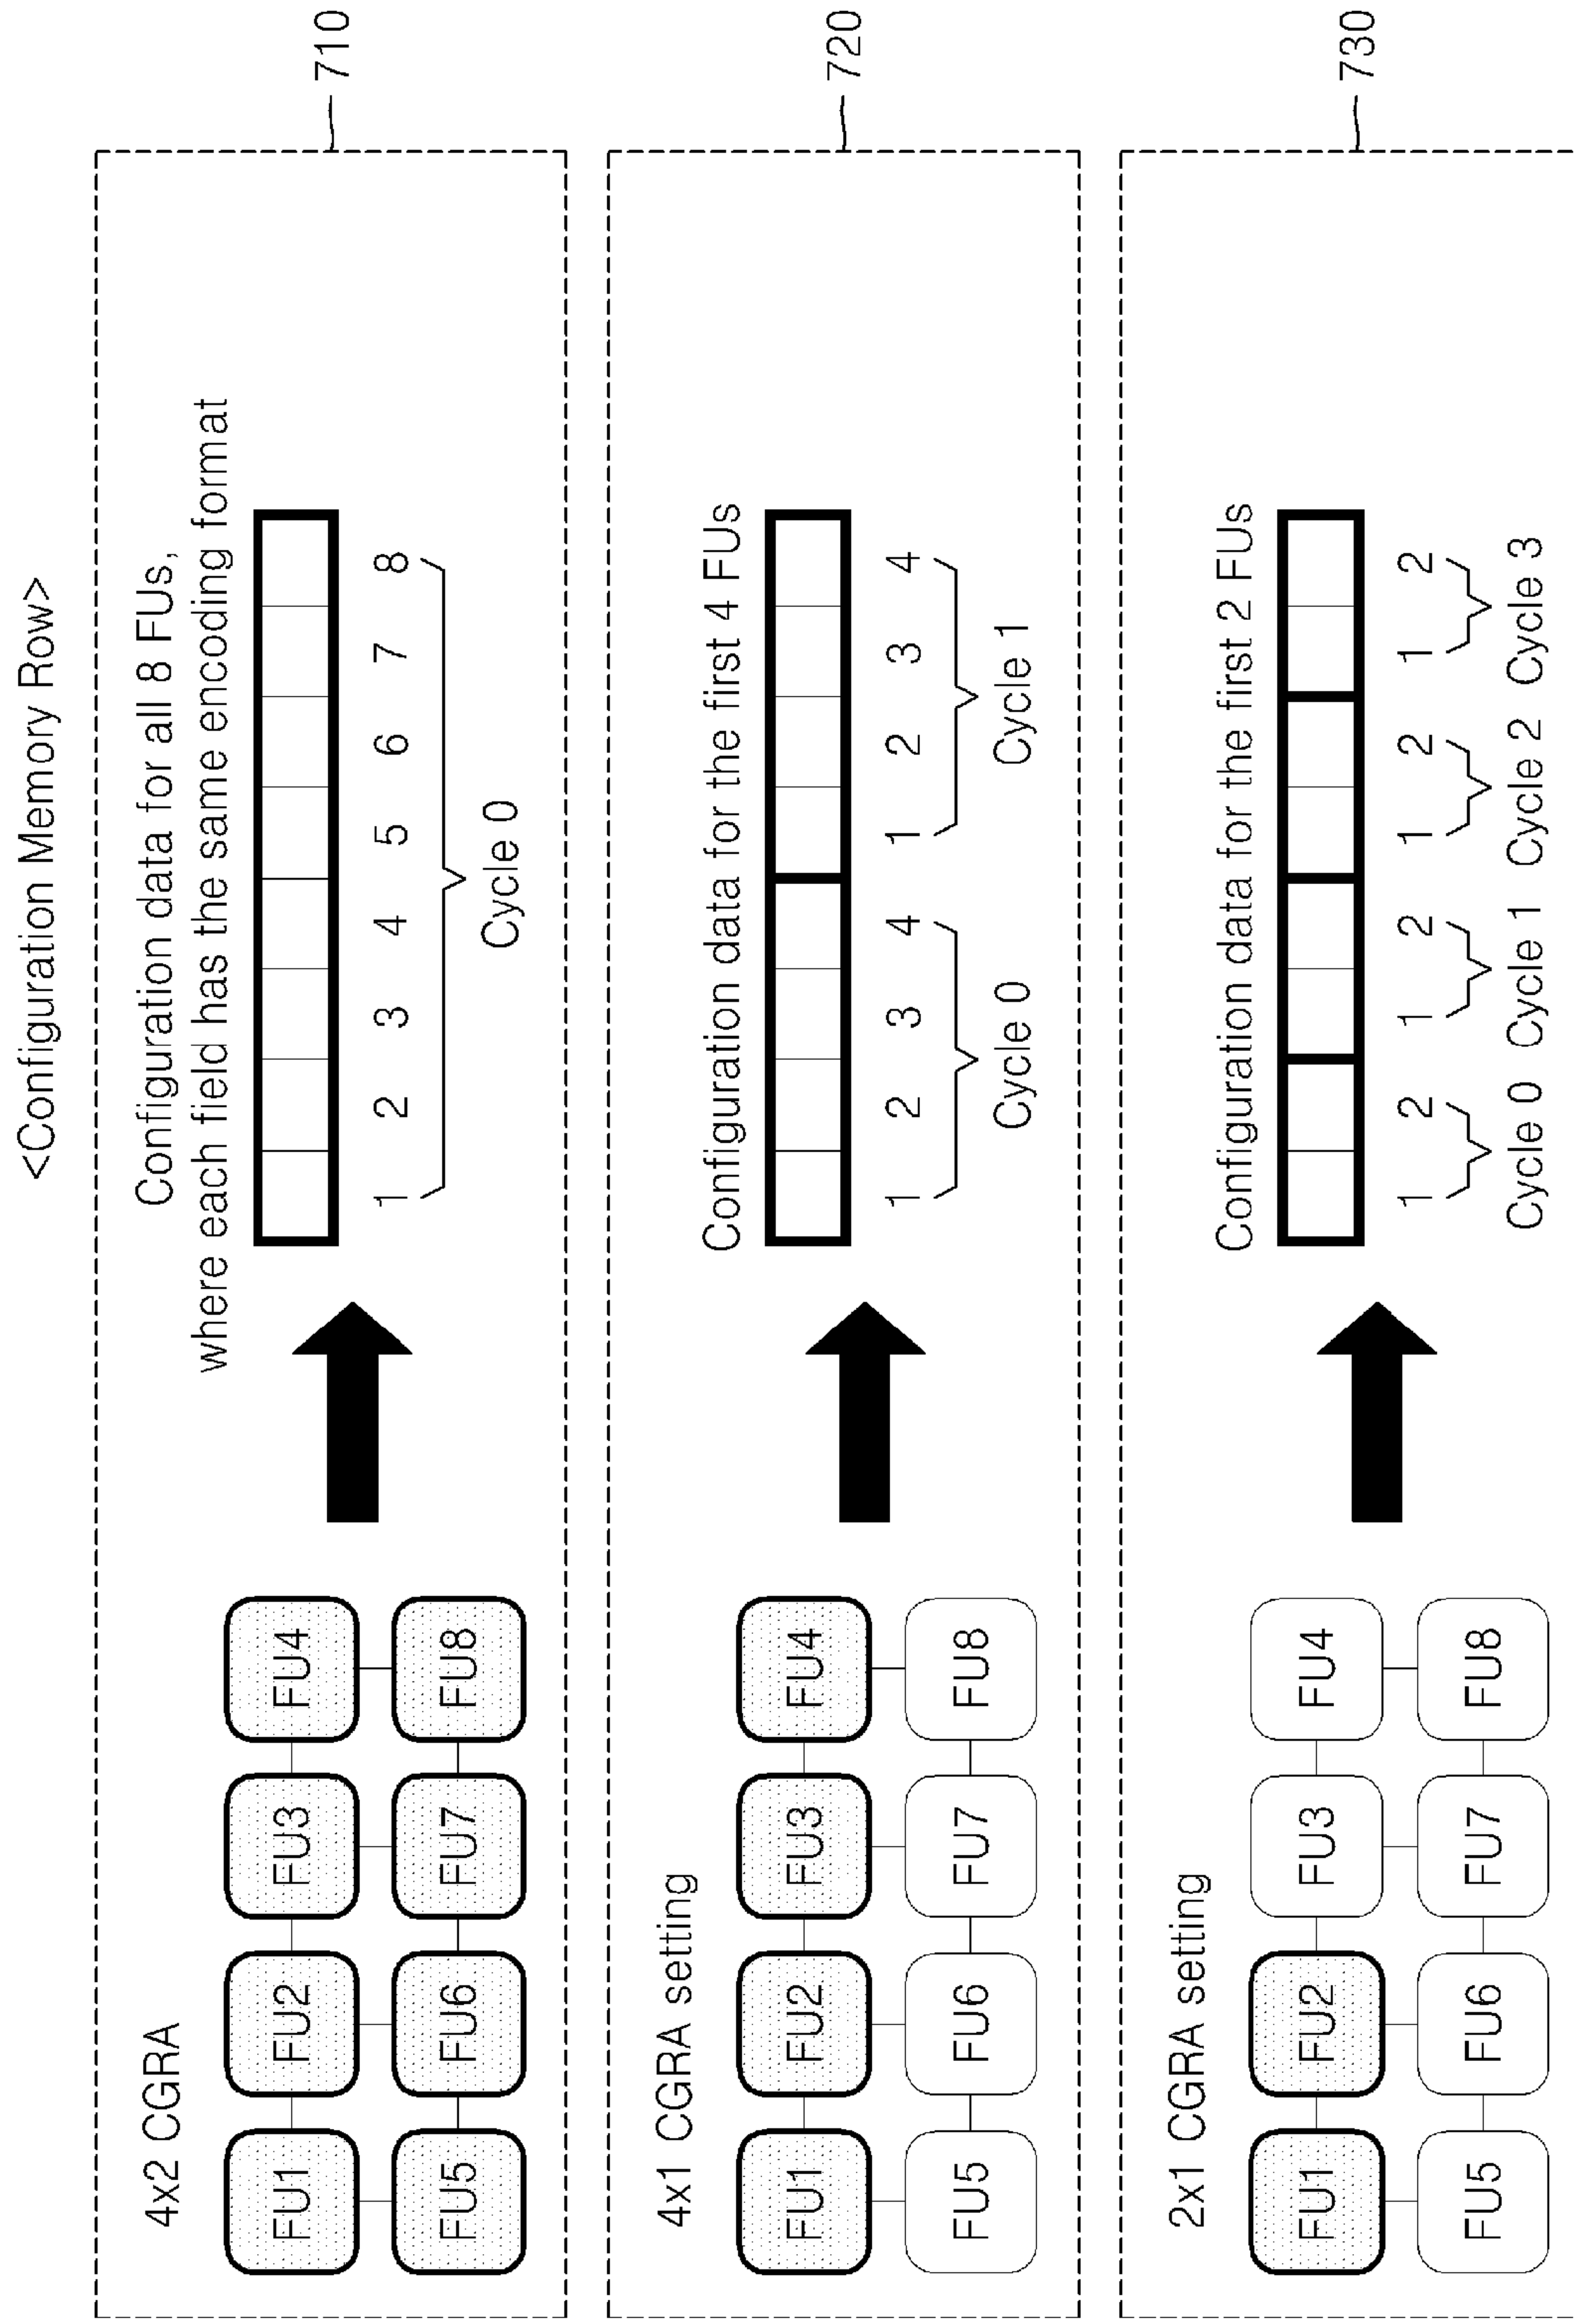 <Configuration Memory Row>
4x2 CGRA
Configuration data for all 8 FUs,
where each field has the same encoding format
FU1 FU2 FU3 FU4
FU5 FU6 FU7 FU8
1 2 3 4 5 6 7 8
Cycle 0
710
4x1 CGRA setting
Configuration data for the first 4 FUs
FU1 FU2 FU3 FU4
FU5 FU6 FU7 FU8
1 2 3 4 1 2 3 4
Cycle 0 Cycle 1
720
2x1 CGRA setting
Configuration data for the first 2 FUs
FU1 FU2 FU3 FU4
FU5 FU6 FU7 FU8
1 2 1 2 1 2 1 2
Cycle 0 Cycle 1 Cycle 2 Cycle 3
730